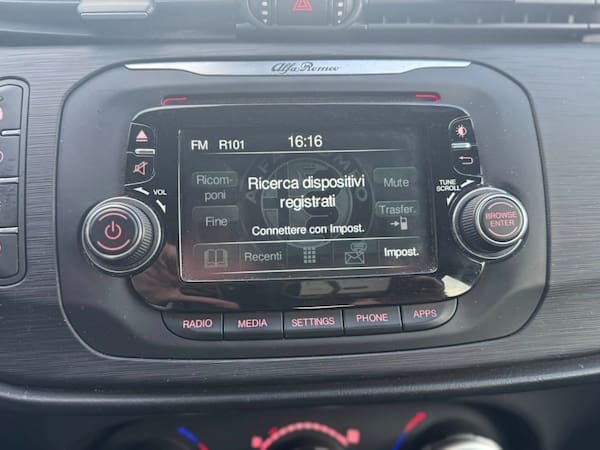 Alfa Romeo
FM R101 16:16
Ricom-
poni
Ricerca dispositivi
registrati
Mute
Fine
Trasfer.
Connettere con Impost.
Recenti
Impost.
VOL
TUNE
SCROLL
BROWSE
ENTER
RADIO
MEDIA
SETTINGS
PHONE
APPS